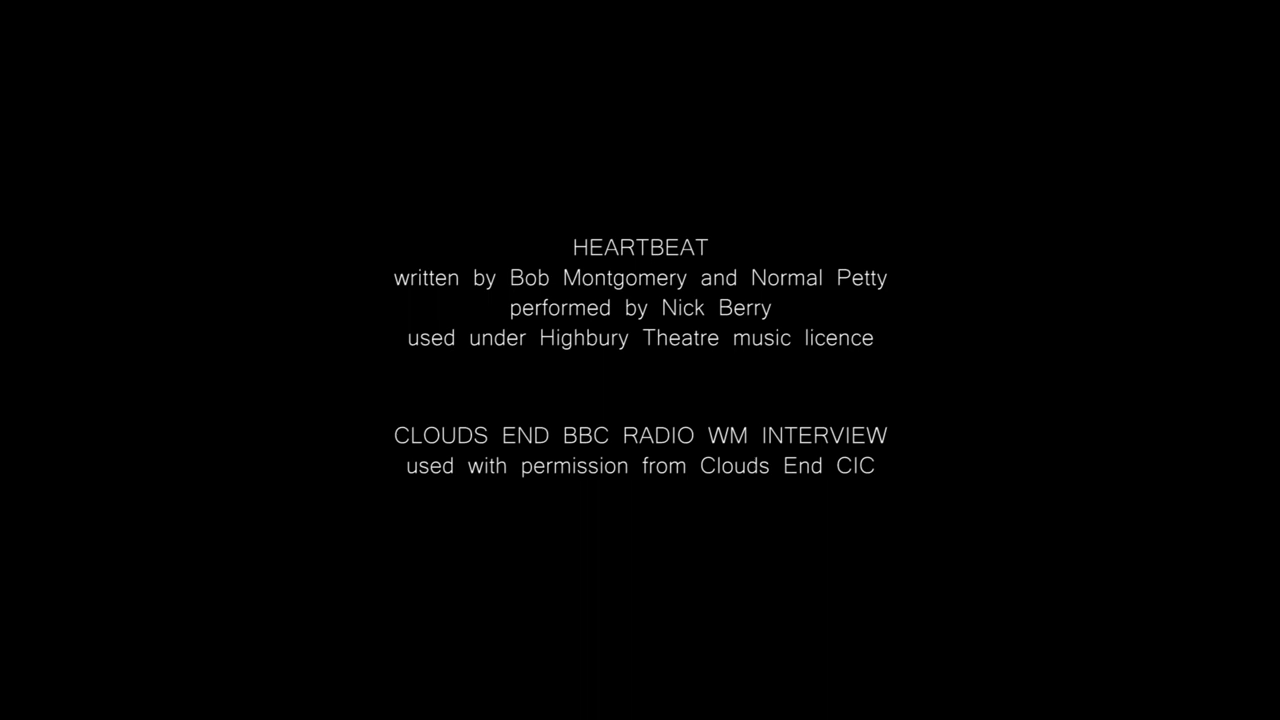 HEARTBEAT
written by Bob Montgomery and Normal Petty
performed by Nick Berry
used under Highbury Theatre music licence
CLOUDS END BBC RADIO WM INTERVIEW
used with permission from Clouds End CIC